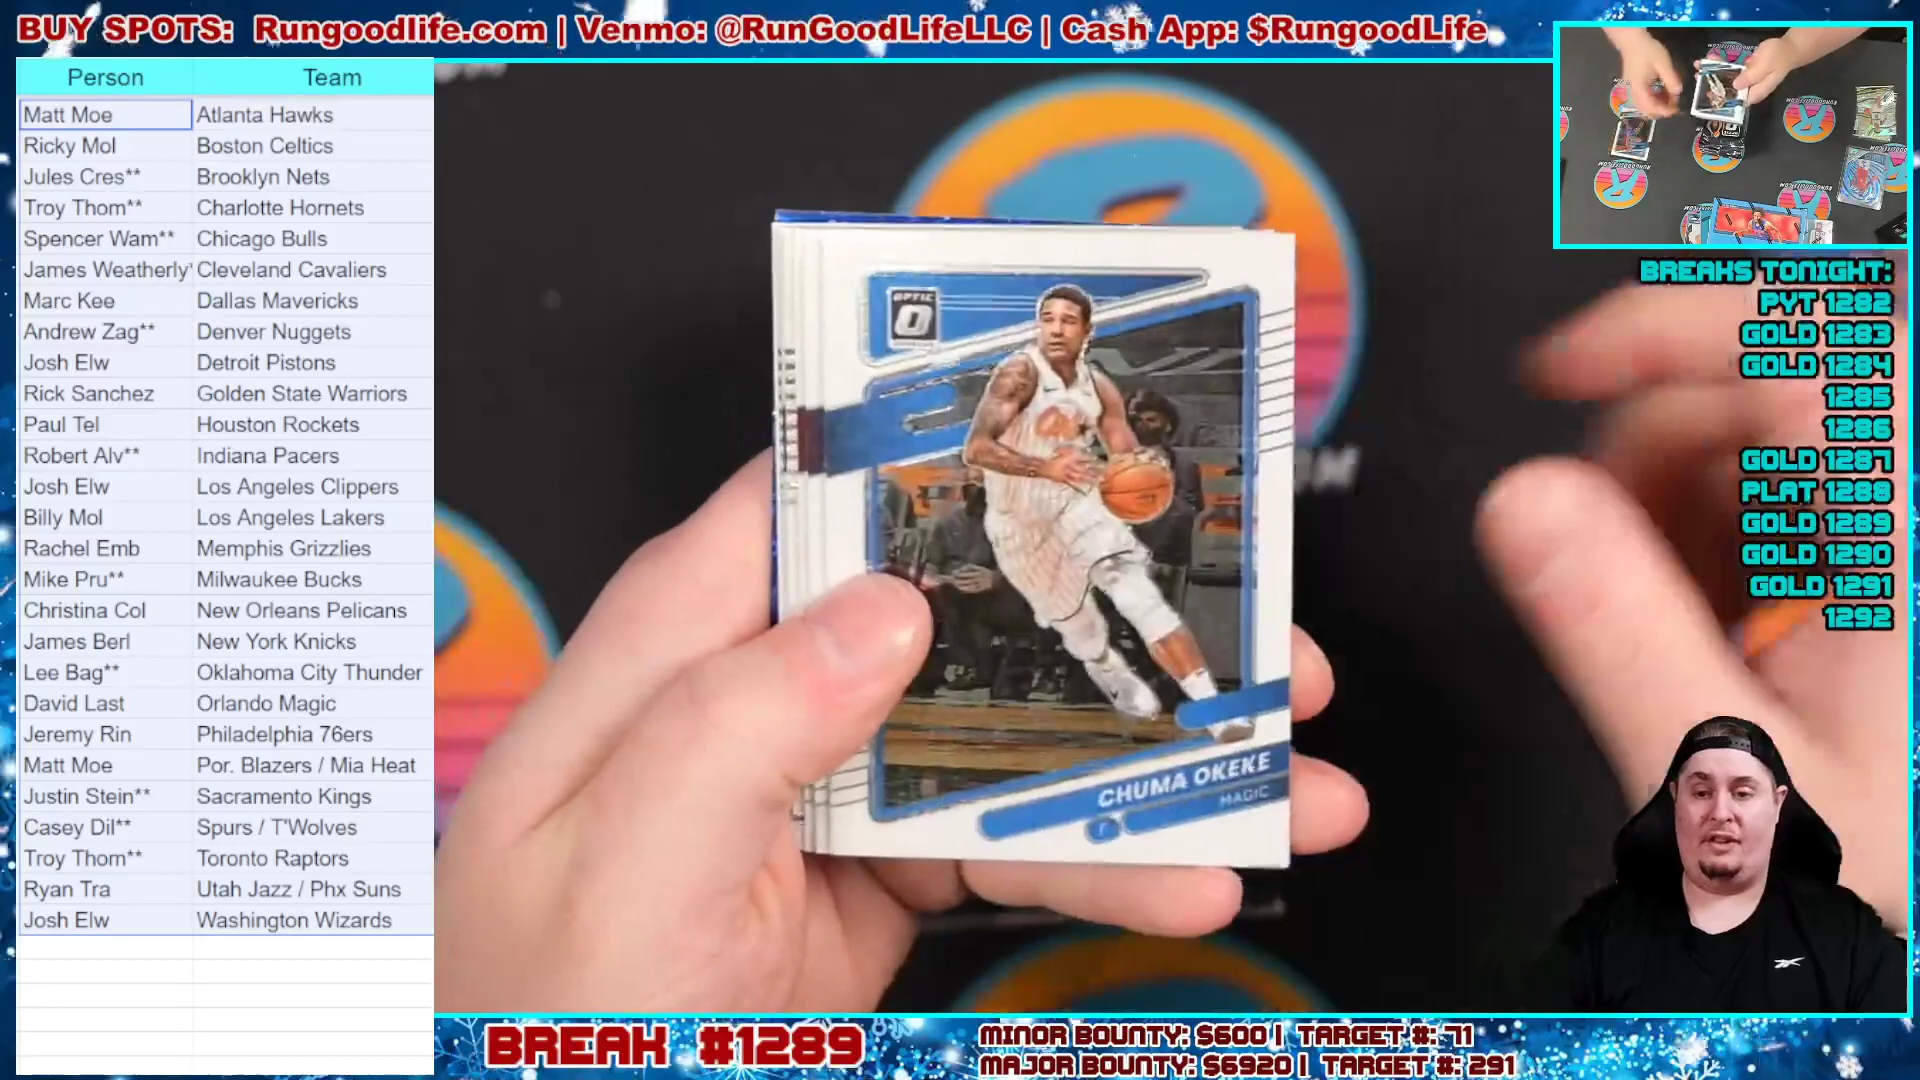 BUY SPOTS: Rungoodlife.com | Venmo: @RunGoodLifeLLC | Cash App: $RungoodLife
Person Team
Matt Moe Atlanta Hawks
Ricky Mol Boston Celtics
Jules Cres** Brooklyn Nets
Troy Thom** Charlotte Hornets
Spencer Wam** Chicago Bulls
James Weatherly* Cleveland Cavaliers
Marc Kee Dallas Mavericks
Andrew Zag** Denver Nuggets
Josh Elw Detroit Pistons
Rick Sanchez Golden State Warriors
Paul Tel Houston Rockets
Robert Alv** Indiana Pacers
Josh Elw Los Angeles Clippers
Billy Mol Los Angeles Lakers
Rachel Emb Memphis Grizzlies
Mike Pru** Milwaukee Bucks
Christina Col New Orleans Pelicans
James Berl New York Knicks
Lee Bag** Oklahoma City Thunder
David Last Orlando Magic
Jeremy Rin Philadelphia 76ers
Matt Moe Por. Blazers / Mia Heat
Justin Stein** Sacramento Kings
Casey Dil** Spurs / T'Wolves
Troy Thom** Toronto Raptors
Ryan Tra Utah Jazz / Phx Suns
Josh Elw Washington Wizards
OPTIC
CHUMA OKEKE
MAGIC
F
BREAKS TONIGHT:
PYT 1282
GOLD 1283
GOLD 1284
1285
1286
GOLD 1287
PLAT 1288
GOLD 1289
GOLD 1290
GOLD 1291
1292
BREAK #1289
MINOR BOUNTY: $600 | TARGET #: 71
MAJOR BOUNTY: $6920 | TARGET #: 291